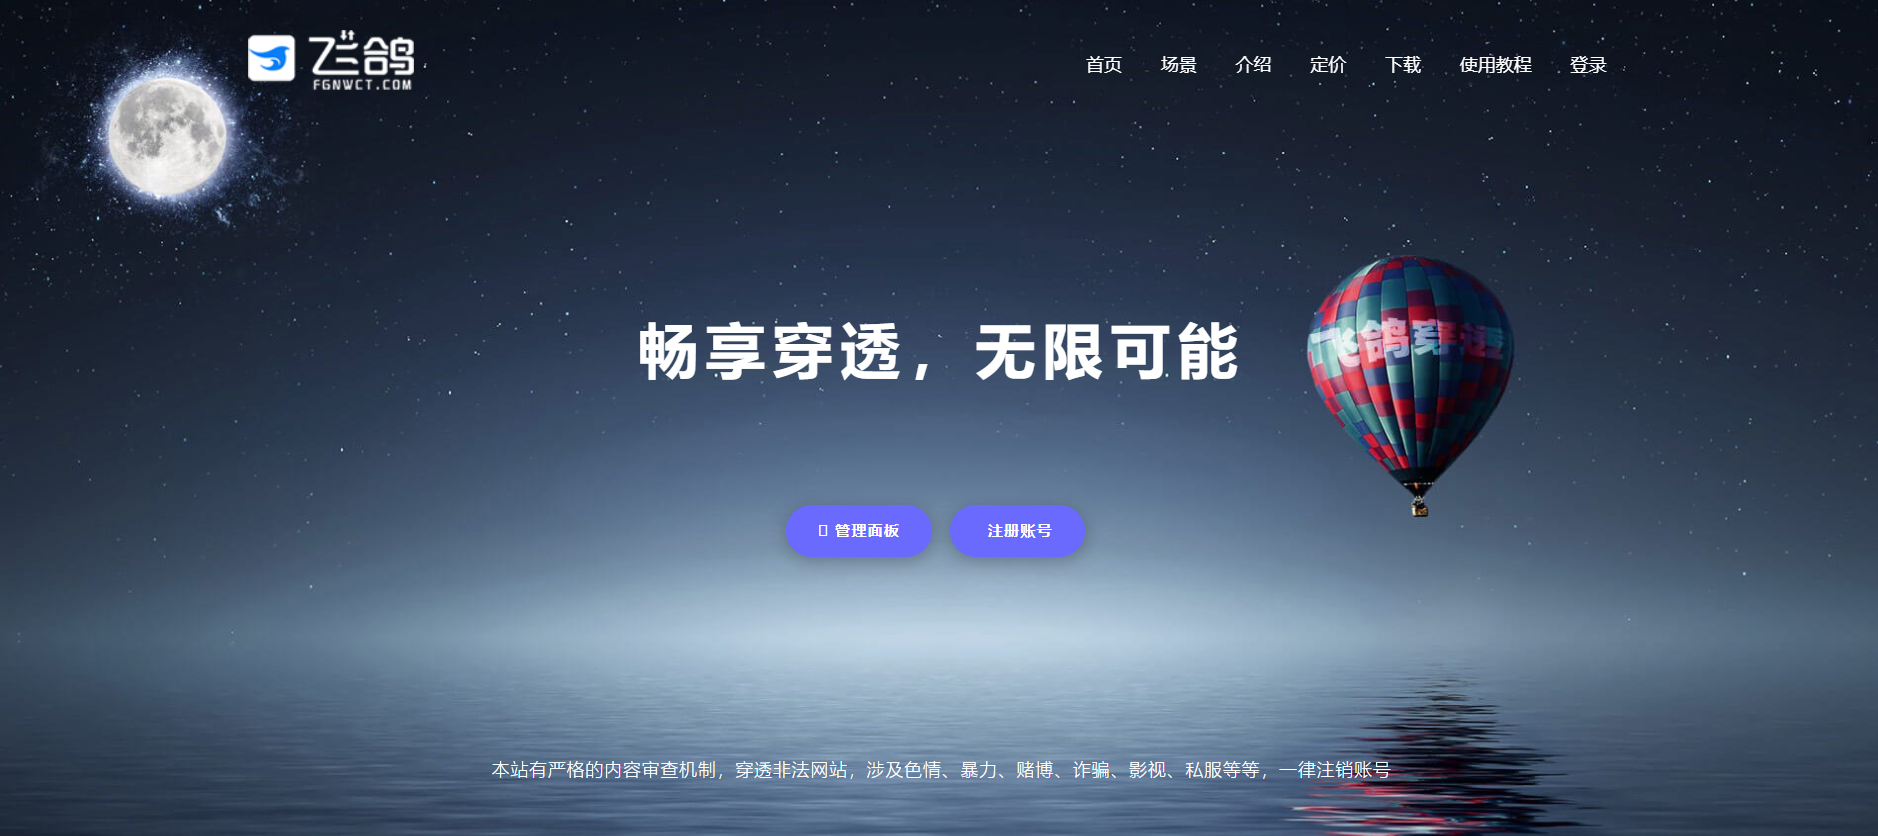 飞鸽
FGNWCT.COM
首页 场景 介绍 定价 下载 使用教程 登录
畅享穿透，无限可能
飞鸽穿透
管理面板 注册账号
本站有严格的内容审查机制，穿透非法网站，涉及色情、暴力、赌博、诈骗、影视、私服等等，一律注销账号